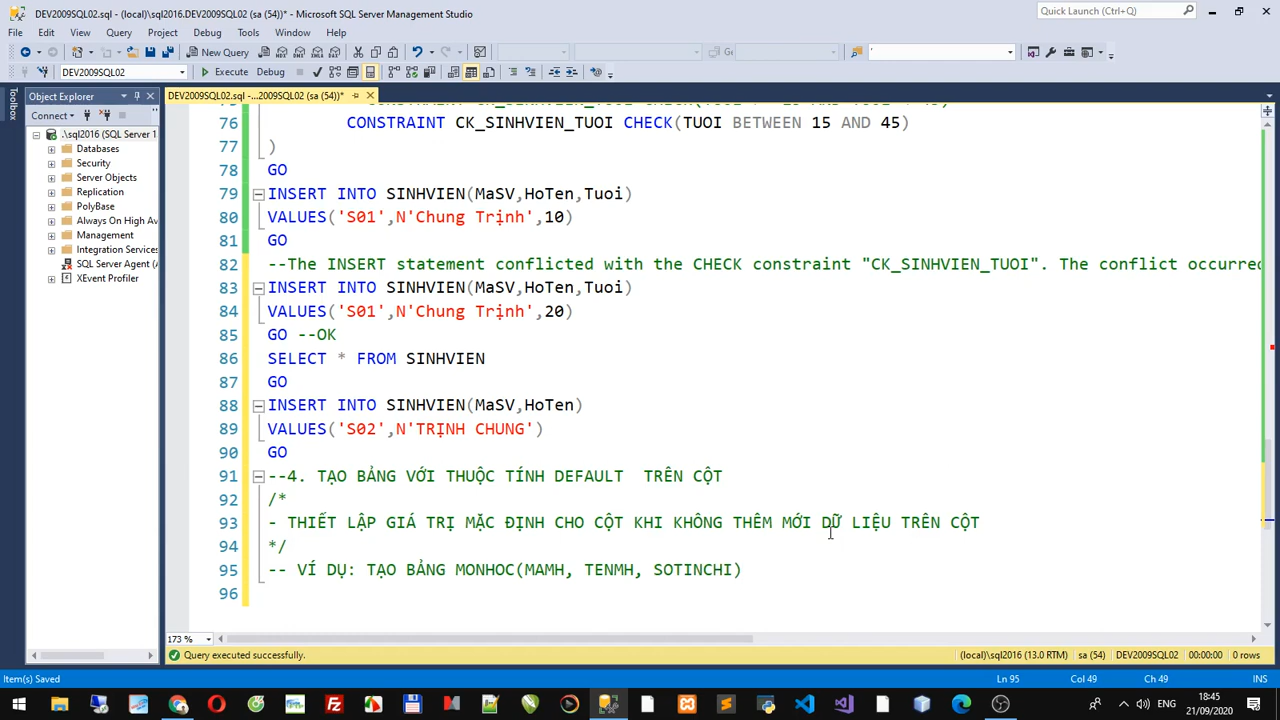 DEV2009SQL02.sql - (local)\sql2016.DEV2009SQL02 (sa (54))* - Microsoft SQL Server Management Studio
Quick Launch (Ctrl+Q)
File Edit View Query Project Debug Tools Window Help
New Query
DEV2009SQL02
Execute Debug
Toolbox
Object Explorer
DEV2009SQL02.sql -...2009SQL02 (sa (54))*
Connect
.\sql2016 (SQL Server 1
Databases
Security
Server Objects
Replication
PolyBase
Always On High Av
Management
Integration Services
SQL Server Agent (A
XEvent Profiler
76 CONSTRAINT CK_SINHVIEN_TUOI CHECK(TUOI BETWEEN 15 AND 45)
77 )
78 GO
79 INSERT INTO SINHVIEN(MaSV,HoTen,Tuoi)
80 VALUES('S01',N'Chung Trịnh',10)
81 GO
82 --The INSERT statement conflicted with the CHECK constraint "CK_SINHVIEN_TUOI". The conflict occurred
83 INSERT INTO SINHVIEN(MaSV,HoTen,Tuoi)
84 VALUES('S01',N'Chung Trịnh',20)
85 GO --OK
86 SELECT * FROM SINHVIEN
87 GO
88 INSERT INTO SINHVIEN(MaSV,HoTen)
89 VALUES('S02',N'TRỊNH CHUNG')
90 GO
91 --4. TẠO BẢNG VỚI THUỘC TÍNH DEFAULT  TRÊN CỘT
92 /*
93 - THIẾT LẬP GIÁ TRỊ MẶC ĐỊNH CHO CỘT KHI KHÔNG THÊM MỚI DỮ LIỆU TRÊN CỘT
94 */
95 -- VÍ DỤ: TẠO BẢNG MONHOC(MAMH, TENMH, SOTINCHI)
96
173 %
Query executed successfully.
(local)\sql2016 (13.0 RTM) sa (54) DEV2009SQL02 00:00:00 0 rows
Item(s) Saved
Ln 95 Col 49 Ch 49 INS
ENG
18:45
21/09/2020